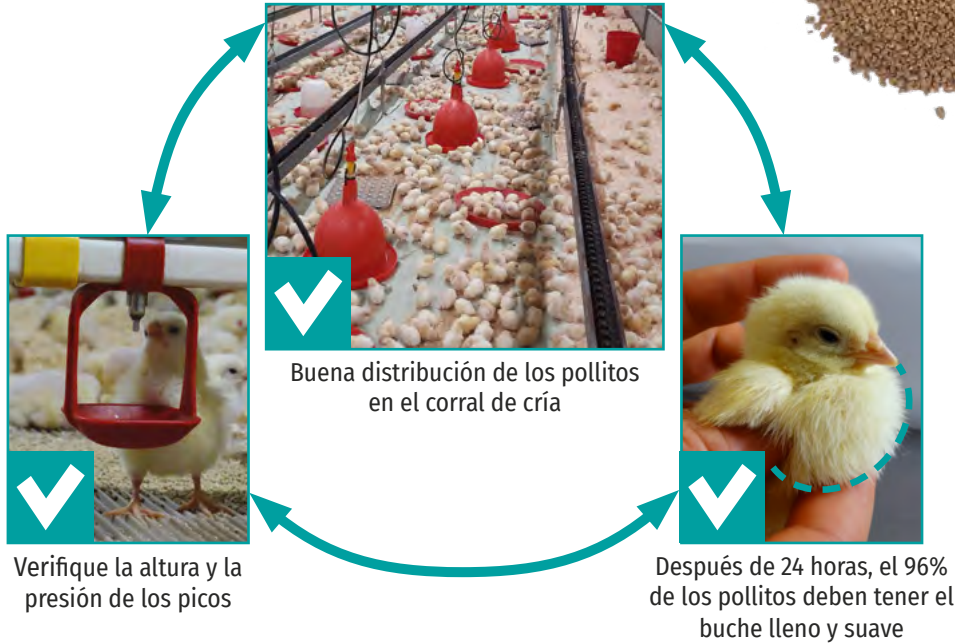 Buena distribución de los pollitos
en el corral de cría
Verifique la altura y la
presión de los picos
Después de 24 horas, el 96%
de los pollitos deben tener el
buche lleno y suave